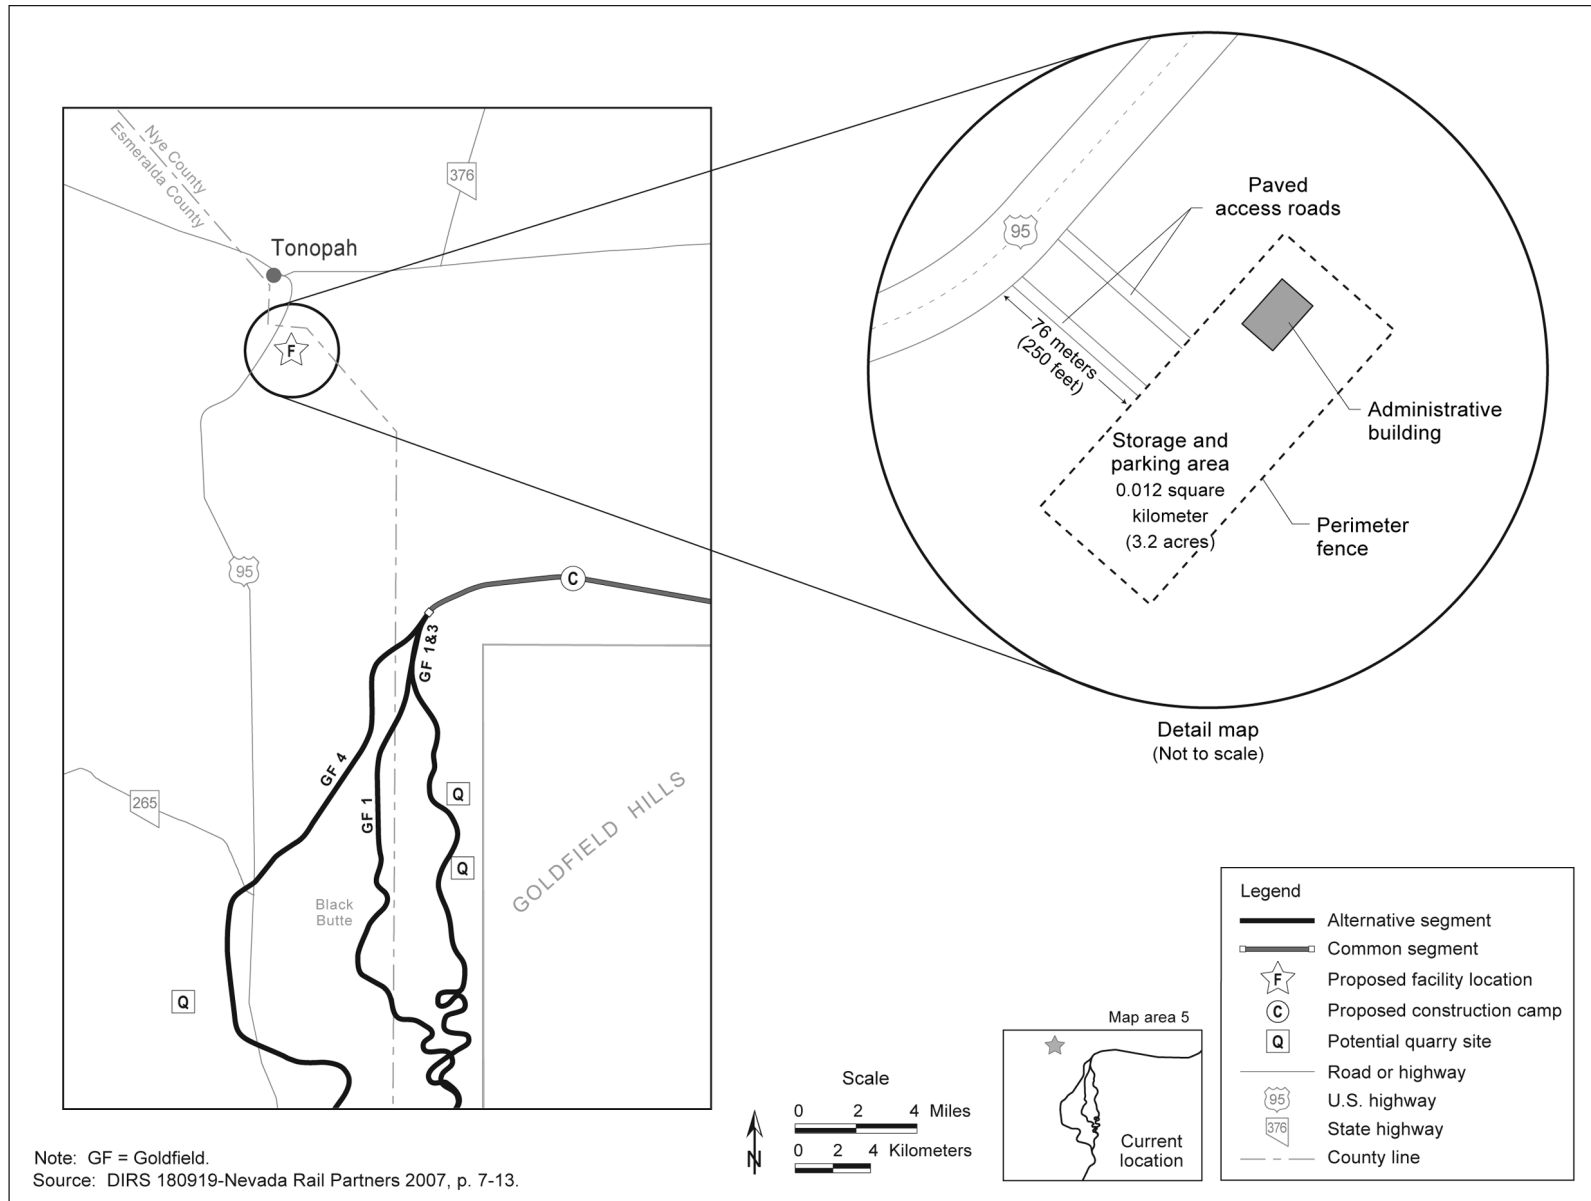 Nye County
Esmeralda County
376
Tonopah
F
95
C
GF 1&3
GF 4
GF 1
265
Q
Q
Q
Black
Butte
GOLDFIELD HILLS
95
Paved
access roads
76 meters
(250 feet)
Administrative
building
Storage and
parking area
0.012 square
kilometer
(3.2 acres)
Perimeter
fence
Detail map
(Not to scale)
Legend
Alternative segment
Common segment
F Proposed facility location
C Proposed construction camp
Q Potential quarry site
Road or highway
95 U.S. highway
376 State highway
County line
Map area 5
Current
location
Scale
0 2 4 Miles
0 2 4 Kilometers
N
Note: GF = Goldfield.
Source: DIRS 180919-Nevada Rail Partners 2007, p. 7-13.